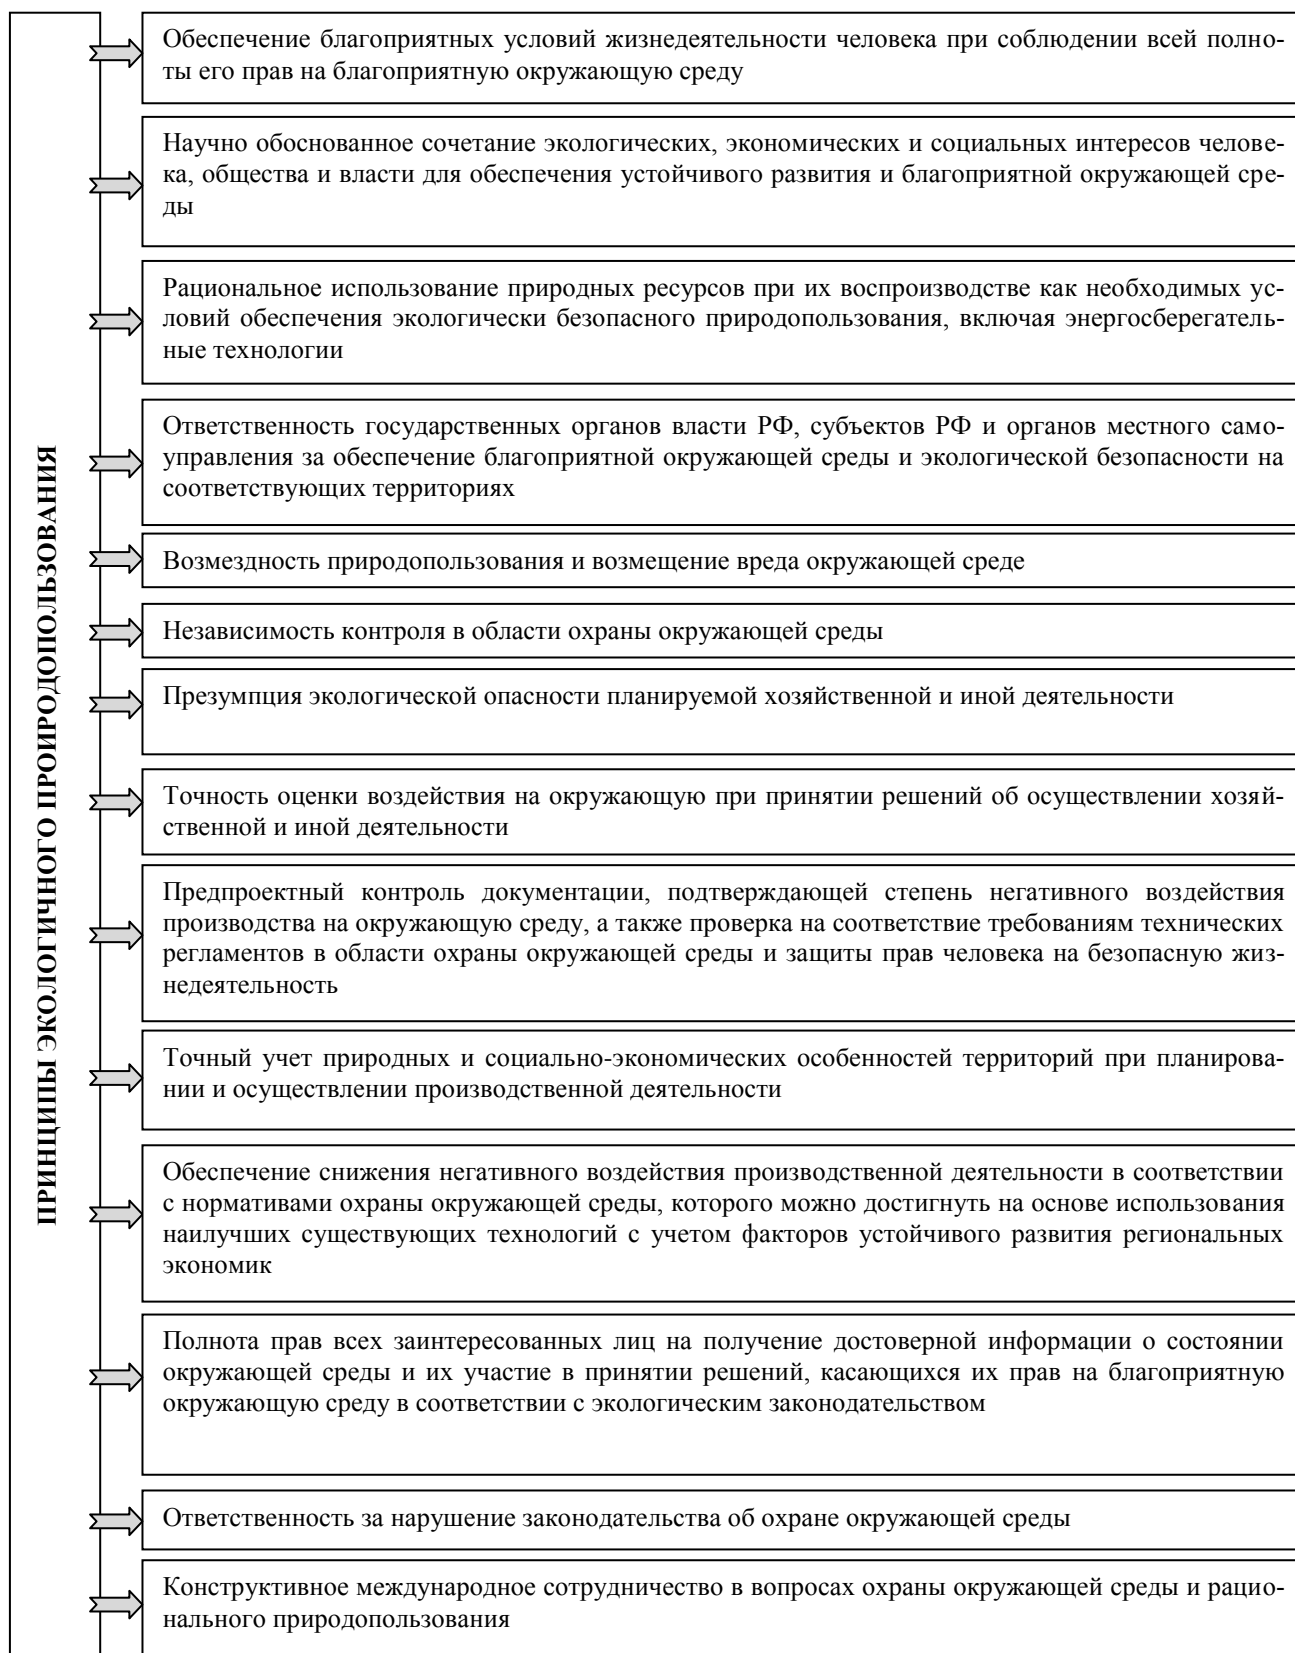 ПРИНЦИПЫ ЭКОЛОГИЧНОГО ПРОИРОДОПОЛЬЗОВАНИЯ
Обеспечение благоприятных условий жизнедеятельности человека при соблюдении всей полно-
ты его прав на благоприятную окружающую среду
Научно обоснованное сочетание экологических, экономических и социальных интересов челове-
ка, общества и власти для обеспечения устойчивого развития и благоприятной окружающей сре-
ды
Рациональное использование природных ресурсов при их воспроизводстве как необходимых ус-
ловий обеспечения экологически безопасного природопользования, включая энергосберегатель-
ные технологии
Ответственность государственных органов власти РФ, субъектов РФ и органов местного само-
управления за обеспечение благоприятной окружающей среды и экологической безопасности на
соответствующих территориях
Возмездность природопользования и возмещение вреда окружающей среде
Независимость контроля в области охраны окружающей среды
Презумпция экологической опасности планируемой хозяйственной и иной деятельности
Точность оценки воздействия на окружающую при принятии решений об осуществлении хозяй-
ственной и иной деятельности
Предпроектный контроль документации, подтверждающей степень негативного воздействия
производства на окружающую среду, а также проверка на соответствие требованиям технических
регламентов в области охраны окружающей среды и защиты прав человека на безопасную жиз-
недеятельность
Точный учет природных и социально-экономических особенностей территорий при планирова-
нии и осуществлении производственной деятельности
Обеспечение снижения негативного воздействия производственной деятельности в соответствии
с нормативами охраны окружающей среды, которого можно достигнуть на основе использования
наилучших существующих технологий с учетом факторов устойчивого развития региональных
экономик
Полнота прав всех заинтересованных лиц на получение достоверной информации о состоянии
окружающей среды и их участие в принятии решений, касающихся их прав на благоприятную
окружающую среду в соответствии с экологическим законодательством
Ответственность за нарушение законодательства об охране окружающей среды
Конструктивное международное сотрудничество в вопросах охраны окружающей среды и рацио-
нального природопользования